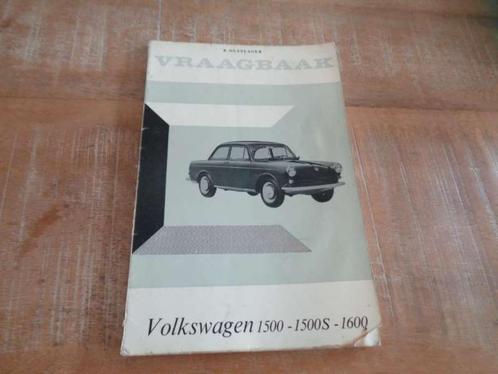 P. OLYSLAGER
VRAAGBAAK
Volkswagen 1500 - 1500S - 1600